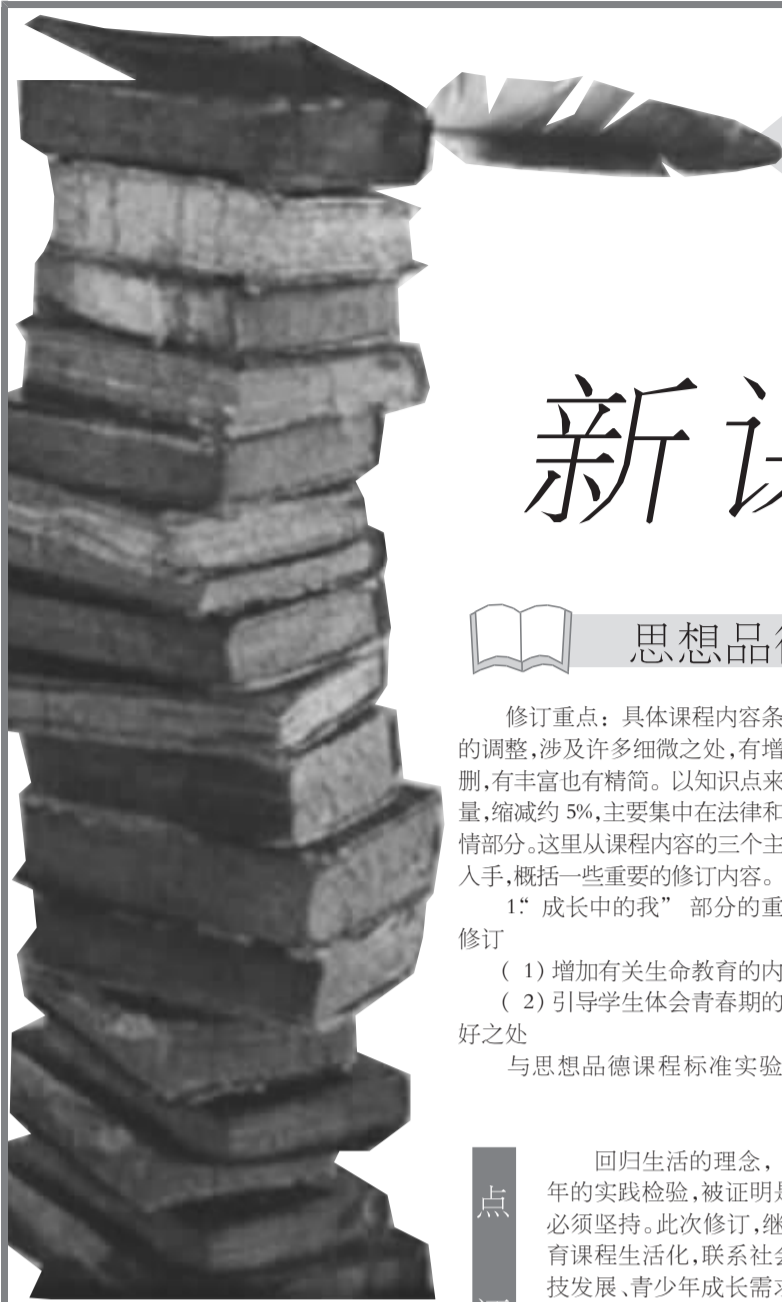 新课
思想品德
修订重点：具体课程内容条
的调整，涉及许多细微之处，有增
删，有丰富也有精简。以知识点来
量，缩减约 5%，主要集中在法律和
情部分。这里从课程内容的三个主
入手，概括一些重要的修订内容。
1.“成长中的我” 部分的重
修订
（ 1）增加有关生命教育的内
（ 2）引导学生体会青春期的
好之处
与思想品德课程标准实验
点
回归生活的理念，
年的实践检验，被证明是
必须坚持。此次修订，继
育课程生活化，联系社会
技发展、青少年成长需求